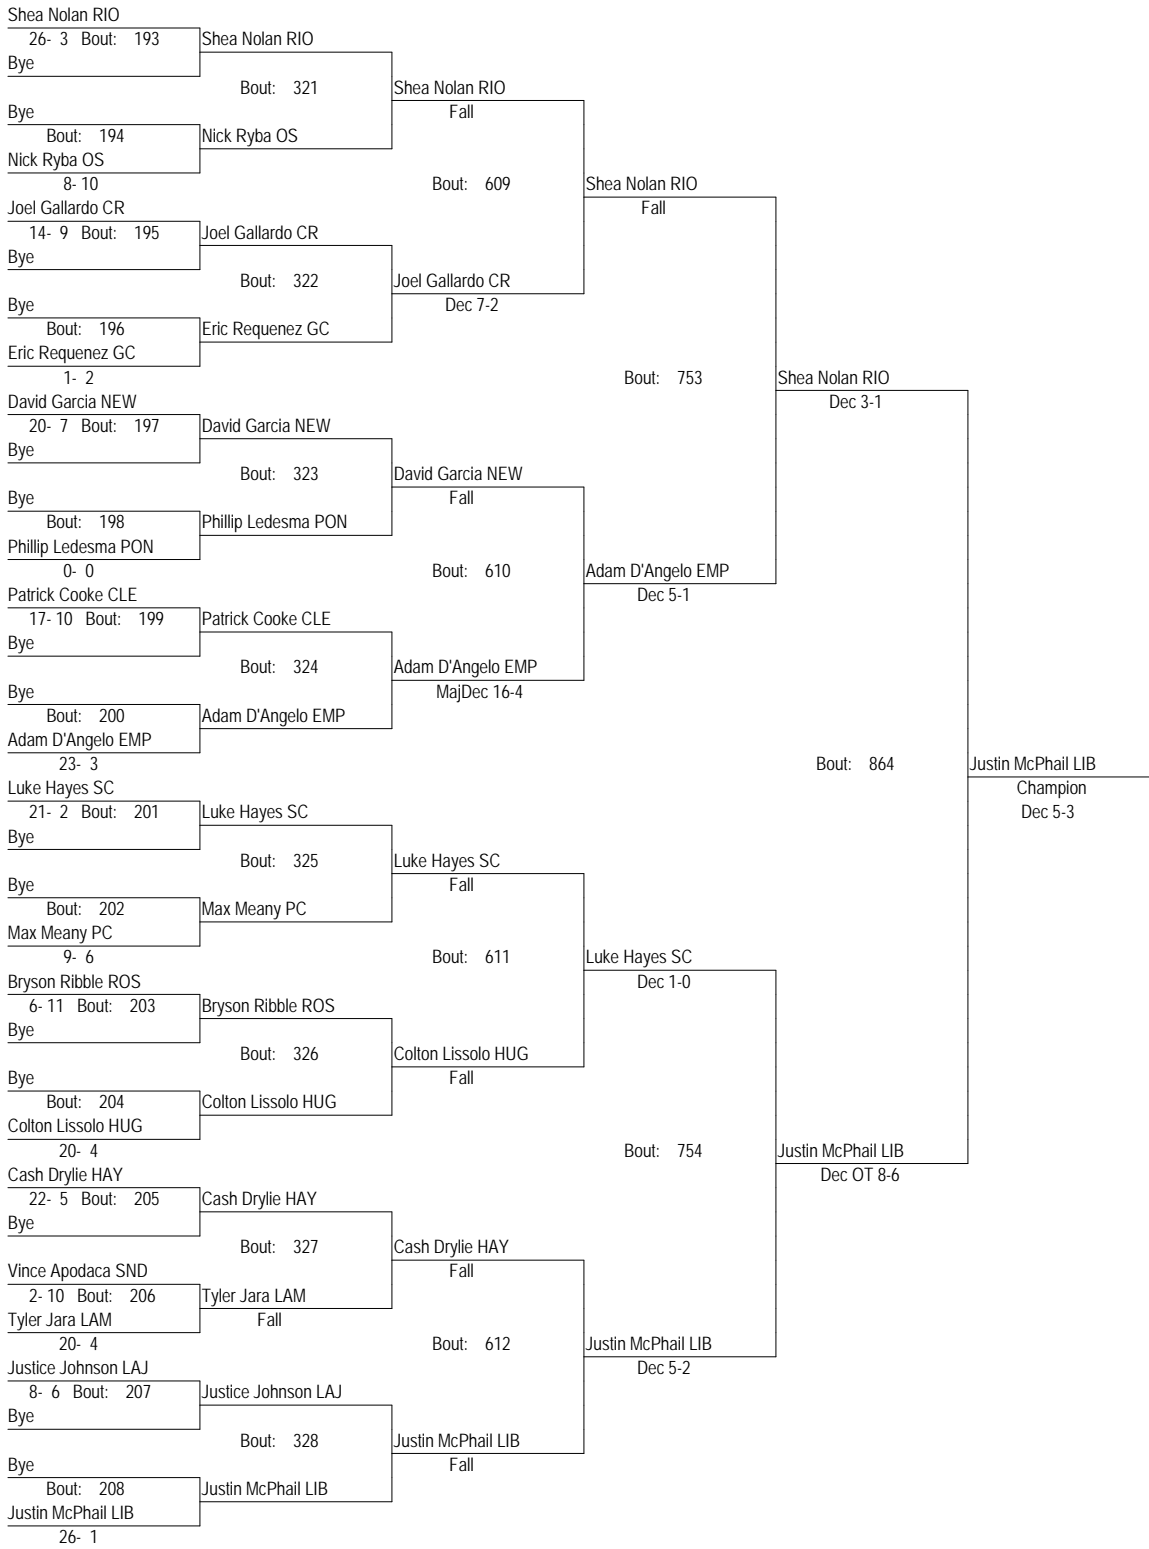 Shea Nolan RIO
26- 3 Bout: 193
Shea Nolan RIO
Bye
Bout: 321
Shea Nolan RIO
Bye
Fall
Bout: 194
Nick Ryba OS
Nick Ryba OS
8- 10
Bout: 609
Shea Nolan RIO
Joel Gallardo CR
Fall
14- 9 Bout: 195
Joel Gallardo CR
Bye
Bout: 322
Joel Gallardo CR
Bye
Dec 7-2
Bout: 196
Eric Requenez GC
Eric Requenez GC
1- 2
Bout: 753
Shea Nolan RIO
David Garcia NEW
Dec 3-1
20- 7 Bout: 197
David Garcia NEW
Bye
Bout: 323
David Garcia NEW
Bye
Fall
Bout: 198
Phillip Ledesma PON
Phillip Ledesma PON
0- 0
Bout: 610
Adam D'Angelo EMP
Patrick Cooke CLE
Dec 5-1
17- 10 Bout: 199
Patrick Cooke CLE
Bye
Bout: 324
Adam D'Angelo EMP
Bye
MajDec 16-4
Bout: 200
Adam D'Angelo EMP
Adam D'Angelo EMP
23- 3
Bout: 864
Justin McPhail LIB
Luke Hayes SC
Champion
21- 2 Bout: 201
Luke Hayes SC
Dec 5-3
Bye
Bout: 325
Luke Hayes SC
Bye
Fall
Bout: 202
Max Meany PC
Max Meany PC
9- 6
Bout: 611
Luke Hayes SC
Bryson Ribble ROS
Dec 1-0
6- 11 Bout: 203
Bryson Ribble ROS
Bye
Bout: 326
Colton Lissolo HUG
Bye
Fall
Bout: 204
Colton Lissolo HUG
Colton Lissolo HUG
20- 4
Bout: 754
Justin McPhail LIB
Cash Drylie HAY
Dec OT 8-6
22- 5 Bout: 205
Cash Drylie HAY
Bye
Bout: 327
Cash Drylie HAY
Vince Apodaca SND
Fall
2- 10 Bout: 206
Tyler Jara LAM
Tyler Jara LAM
Fall
20- 4
Bout: 612
Justin McPhail LIB
Justice Johnson LAJ
Dec 5-2
8- 6 Bout: 207
Justice Johnson LAJ
Bye
Bout: 328
Justin McPhail LIB
Bye
Fall
Bout: 208
Justin McPhail LIB
Justin McPhail LIB
26- 1